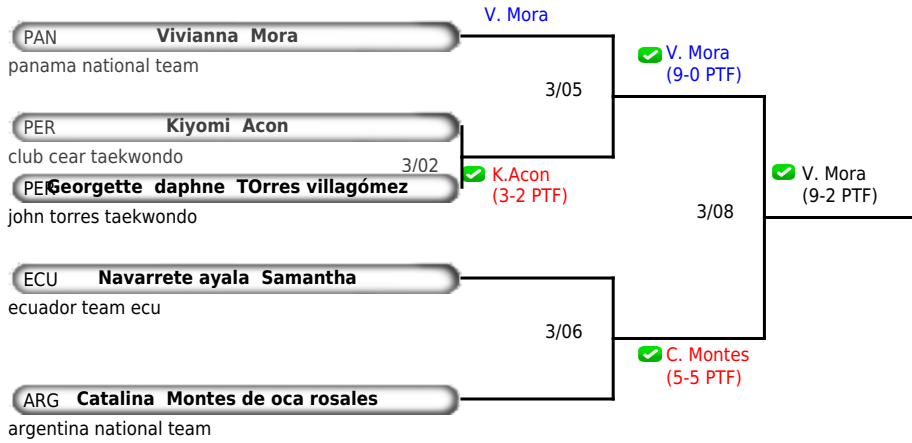 V. Mora
PAN Vivianna Mora
panama national team
V. Mora
(9-0 PTF)
3/05
PER Kiyomi Acon
club cear taekwondo
3/02
K.Acon
(3-2 PTF)
PER Georgette daphne TOrres villagómez
john torres taekwondo
V. Mora
(9-2 PTF)
3/08
ECU Navarrete ayala Samantha
ecuador team ecu
3/06
C. Montes
(5-5 PTF)
ARG Catalina Montes de oca rosales
argentina national team